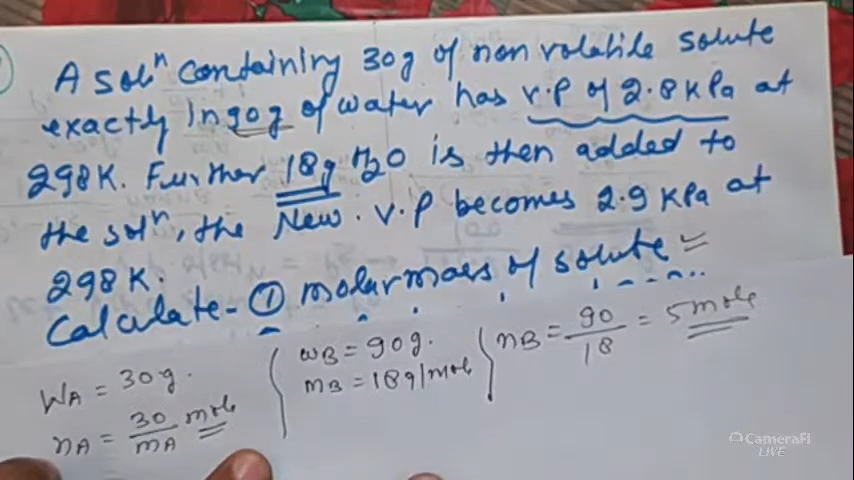 A solⁿ containing 30g of non volatile solute
exactly in 90g of water has v.p of 2.8 KPa at
298K. Further 18g H2O is then added to
the solⁿ, the New. v.p becomes 2.9 KPa at
298K.
Calculate- ① molar mass of solute
WA = 30g.
nA = 30/mA mole
wB = 90g.
mB = 18g/mole
nB = 90/18 = 5 mole
CameraFI
LIVE